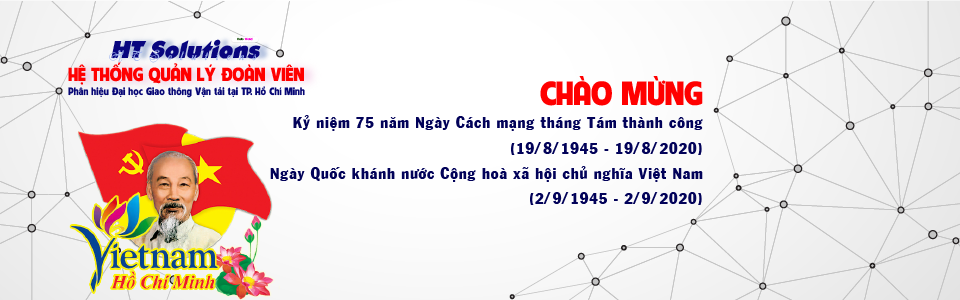 HT Solutions
HỆ THỐNG QUẢN LÝ ĐOÀN VIÊN
Phân hiệu Đại học Giao thông Vận tải tại TP. Hồ Chí Minh
CHÀO MỪNG
Kỷ niệm 75 năm Ngày Cách mạng tháng Tám thành công
(19/8/1945 - 19/8/2020)
Ngày Quốc khánh nước Cộng hoà xã hội chủ nghĩa Việt Nam
(2/9/1945 - 2/9/2020)
Vietnam
Hồ Chí Minh